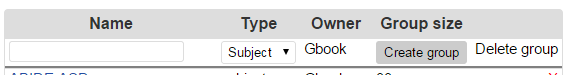 Name Type Owner Group size
Subject Gbook Create group Delete group